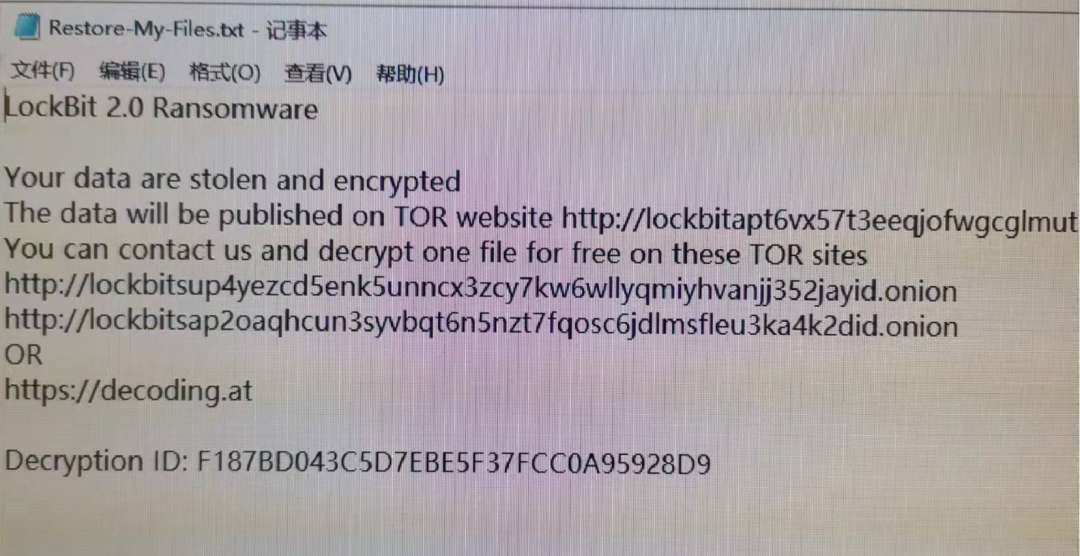 Restore-My-Files.txt - 记事本
文件(F) 编辑(E) 格式(O) 查看(V) 帮助(H)
LockBit 2.0 Ransomware
Your data are stolen and encrypted
The data will be published on TOR website http://lockbitapt6vx57t3eeqjofwgcglmut
You can contact us and decrypt one file for free on these TOR sites
http://lockbitsup4yezcd5enk5unncx3zcy7kw6wllyqmiyhvanjj352jayid.onion
http://lockbitsap2oaqhcun3syvbqt6n5nzt7fqosc6jdlmsfleu3ka4k2did.onion
OR
https://decoding.at
Decryption ID: F187BD043C5D7EBE5F37FCC0A95928D9